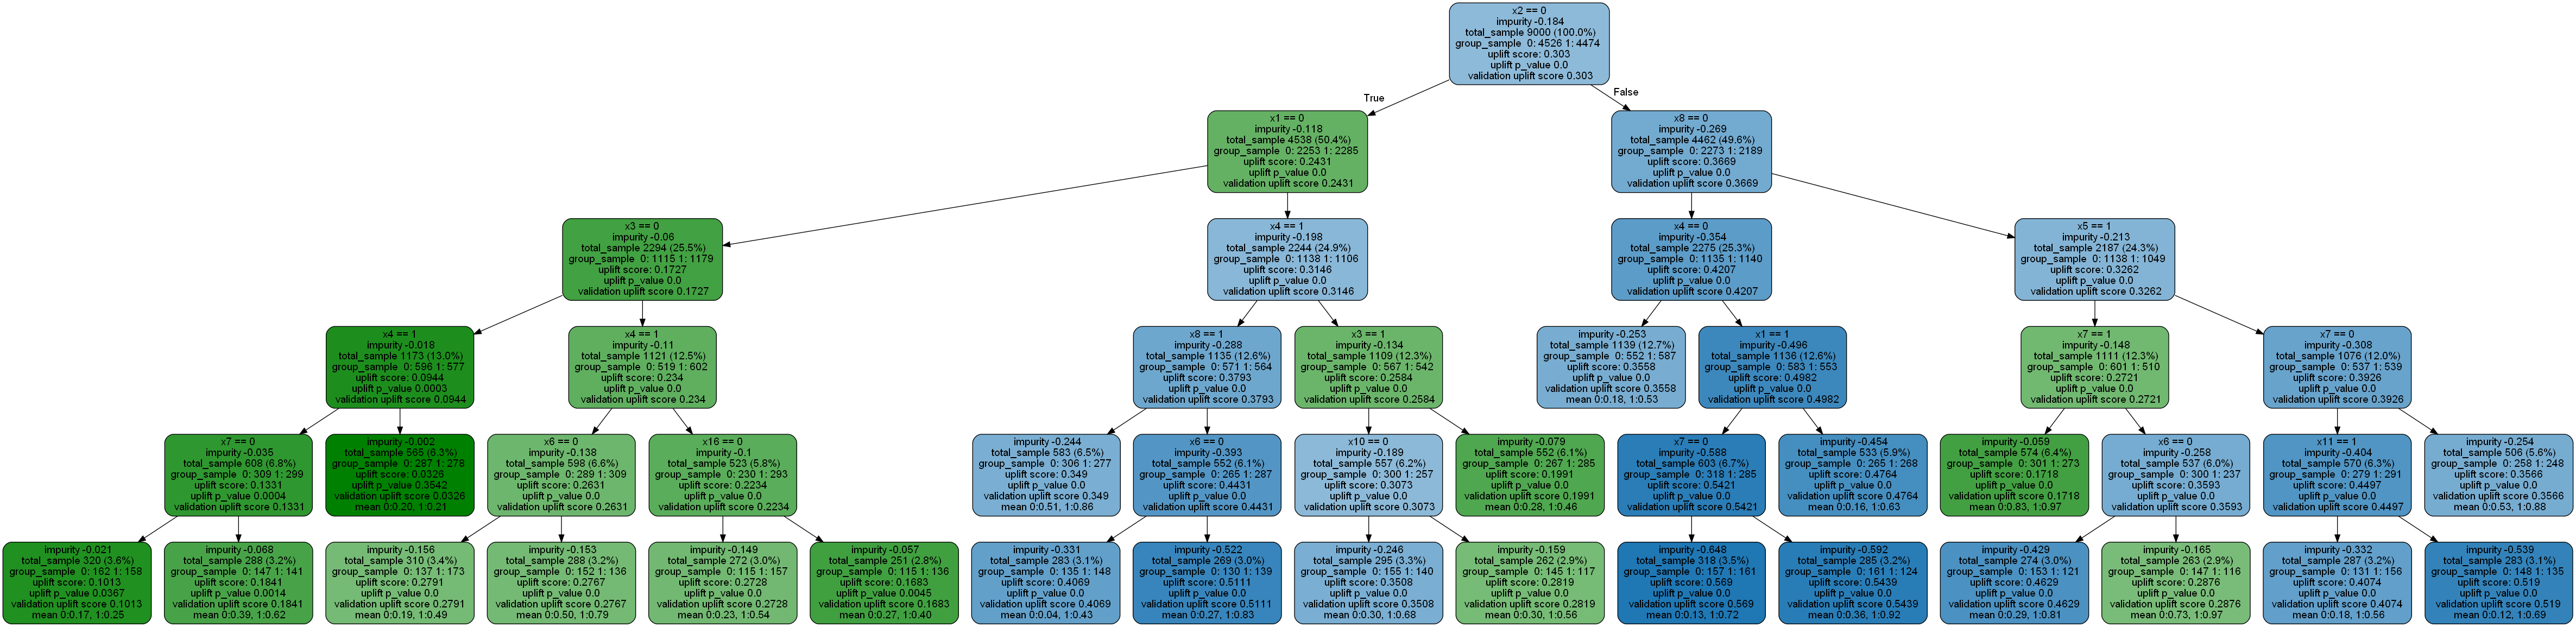 x2 == 0
impurity -0.184
total_sample 9000 (100.0%)
group_sample 0: 4526 1: 4474
uplift score: 0.303
uplift p_value 0.0
validation uplift score 0.303
True
False
x1 == 0
impurity -0.118
total_sample 4538 (50.4%)
group_sample 0: 2253 1: 2285
uplift score: 0.2431
uplift p_value 0.0
validation uplift score 0.2431
x8 == 0
impurity -0.269
total_sample 4462 (49.6%)
group_sample 0: 2273 1: 2189
uplift score: 0.3669
uplift p_value 0.0
validation uplift score 0.3669
x3 == 0
impurity -0.06
total_sample 2294 (25.5%)
group_sample 0: 1115 1: 1179
uplift score: 0.1727
uplift p_value 0.0
validation uplift score 0.1727
x4 == 1
impurity -0.198
total_sample 2244 (24.9%)
group_sample 0: 1138 1: 1106
uplift score: 0.3146
uplift p_value 0.0
validation uplift score 0.3146
x4 == 0
impurity -0.354
total_sample 2275 (25.3%)
group_sample 0: 1135 1: 1140
uplift score: 0.4207
uplift p_value 0.0
validation uplift score 0.4207
x5 == 1
impurity -0.213
total_sample 2187 (24.3%)
group_sample 0: 1138 1: 1049
uplift score: 0.3262
uplift p_value 0.0
validation uplift score 0.3262
x4 == 1
impurity -0.018
total_sample 1173 (13.0%)
group_sample 0: 596 1: 577
uplift score: 0.0944
uplift p_value 0.0003
validation uplift score 0.0944
x4 == 1
impurity -0.11
total_sample 1121 (12.5%)
group_sample 0: 519 1: 602
uplift score: 0.234
uplift p_value 0.0
validation uplift score 0.234
x8 == 1
impurity -0.288
total_sample 1135 (12.6%)
group_sample 0: 571 1: 564
uplift score: 0.3793
uplift p_value 0.0
validation uplift score 0.3793
x3 == 1
impurity -0.134
total_sample 1109 (12.3%)
group_sample 0: 567 1: 542
uplift score: 0.2584
uplift p_value 0.0
validation uplift score 0.2584
impurity -0.253
total_sample 1139 (12.7%)
group_sample 0: 552 1: 587
uplift score: 0.3558
uplift p_value 0.0
validation uplift score 0.3558
mean 0:0.18, 1:0.53
x1 == 1
impurity -0.496
total_sample 1136 (12.6%)
group_sample 0: 583 1: 553
uplift score: 0.4982
uplift p_value 0.0
validation uplift score 0.4982
x7 == 1
impurity -0.148
total_sample 1111 (12.3%)
group_sample 0: 601 1: 510
uplift score: 0.2721
uplift p_value 0.0
validation uplift score 0.2721
x7 == 0
impurity -0.308
total_sample 1076 (12.0%)
group_sample 0: 537 1: 539
uplift score: 0.3926
uplift p_value 0.0
validation uplift score 0.3926
x7 == 0
impurity -0.035
total_sample 608 (6.8%)
group_sample 0: 309 1: 299
uplift score: 0.1331
uplift p_value 0.0004
validation uplift score 0.1331
impurity -0.002
total_sample 565 (6.3%)
group_sample 0: 287 1: 278
uplift score: 0.0326
uplift p_value 0.3542
validation uplift score 0.0326
mean 0:0.20, 1:0.21
x6 == 0
impurity -0.138
total_sample 598 (6.6%)
group_sample 0: 289 1: 309
uplift score: 0.2631
uplift p_value 0.0
validation uplift score 0.2631
x16 == 0
impurity -0.1
total_sample 523 (5.8%)
group_sample 0: 230 1: 293
uplift score: 0.2234
uplift p_value 0.0
validation uplift score 0.2234
impurity -0.244
total_sample 583 (6.5%)
group_sample 0: 306 1: 277
uplift score: 0.349
uplift p_value 0.0
validation uplift score 0.349
mean 0:0.51, 1:0.86
x6 == 0
impurity -0.393
total_sample 552 (6.1%)
group_sample 0: 265 1: 287
uplift score: 0.4431
uplift p_value 0.0
validation uplift score 0.4431
x10 == 0
impurity -0.189
total_sample 557 (6.2%)
group_sample 0: 300 1: 257
uplift score: 0.3073
uplift p_value 0.0
validation uplift score 0.3073
impurity -0.079
total_sample 552 (6.1%)
group_sample 0: 267 1: 285
uplift score: 0.1991
uplift p_value 0.0
validation uplift score 0.1991
mean 0:0.28, 1:0.46
x7 == 0
impurity -0.588
total_sample 603 (6.7%)
group_sample 0: 318 1: 285
uplift score: 0.5421
uplift p_value 0.0
validation uplift score 0.5421
impurity -0.454
total_sample 533 (5.9%)
group_sample 0: 265 1: 268
uplift score: 0.4764
uplift p_value 0.0
validation uplift score 0.4764
mean 0:0.16, 1:0.63
impurity -0.059
total_sample 574 (6.4%)
group_sample 0: 301 1: 273
uplift score: 0.1718
uplift p_value 0.0
validation uplift score 0.1718
mean 0:0.83, 1:0.97
x6 == 0
impurity -0.258
total_sample 537 (6.0%)
group_sample 0: 300 1: 237
uplift score: 0.3593
uplift p_value 0.0
validation uplift score 0.3593
x11 == 1
impurity -0.404
total_sample 570 (6.3%)
group_sample 0: 279 1: 291
uplift score: 0.4497
uplift p_value 0.0
validation uplift score 0.4497
impurity -0.254
total_sample 506 (5.6%)
group_sample 0: 258 1: 248
uplift score: 0.3566
uplift p_value 0.0
validation uplift score 0.3566
mean 0:0.53, 1:0.88
impurity -0.021
total_sample 320 (3.6%)
group_sample 0: 162 1: 158
uplift score: 0.1013
uplift p_value 0.0367
validation uplift score 0.1013
mean 0:0.17, 1:0.25
impurity -0.068
total_sample 288 (3.2%)
group_sample 0: 147 1: 141
uplift score: 0.1841
uplift p_value 0.0014
validation uplift score 0.1841
mean 0:0.39, 1:0.62
impurity -0.156
total_sample 310 (3.4%)
group_sample 0: 137 1: 173
uplift score: 0.2791
uplift p_value 0.0
validation uplift score 0.2791
mean 0:0.19, 1:0.49
impurity -0.153
total_sample 288 (3.2%)
group_sample 0: 152 1: 136
uplift score: 0.2767
uplift p_value 0.0
validation uplift score 0.2767
mean 0:0.50, 1:0.79
impurity -0.149
total_sample 272 (3.0%)
group_sample 0: 115 1: 157
uplift score: 0.2728
uplift p_value 0.0
validation uplift score 0.2728
mean 0:0.23, 1:0.54
impurity -0.057
total_sample 251 (2.8%)
group_sample 0: 115 1: 136
uplift score: 0.1683
uplift p_value 0.0045
validation uplift score 0.1683
mean 0:0.27, 1:0.40
impurity -0.331
total_sample 283 (3.1%)
group_sample 0: 135 1: 148
uplift score: 0.4069
uplift p_value 0.0
validation uplift score 0.4069
mean 0:0.04, 1:0.43
impurity -0.522
total_sample 269 (3.0%)
group_sample 0: 130 1: 139
uplift score: 0.5111
uplift p_value 0.0
validation uplift score 0.5111
mean 0:0.27, 1:0.83
impurity -0.246
total_sample 295 (3.3%)
group_sample 0: 155 1: 140
uplift score: 0.3508
uplift p_value 0.0
validation uplift score 0.3508
mean 0:0.30, 1:0.68
impurity -0.159
total_sample 262 (2.9%)
group_sample 0: 145 1: 117
uplift score: 0.2819
uplift p_value 0.0
validation uplift score 0.2819
mean 0:0.30, 1:0.56
impurity -0.648
total_sample 318 (3.5%)
group_sample 0: 157 1: 161
uplift score: 0.569
uplift p_value 0.0
validation uplift score 0.569
mean 0:0.13, 1:0.72
impurity -0.592
total_sample 285 (3.2%)
group_sample 0: 161 1: 124
uplift score: 0.5439
uplift p_value 0.0
validation uplift score 0.5439
mean 0:0.36, 1:0.92
impurity -0.429
total_sample 274 (3.0%)
group_sample 0: 153 1: 121
uplift score: 0.4629
uplift p_value 0.0
validation uplift score 0.4629
mean 0:0.29, 1:0.81
impurity -0.165
total_sample 263 (2.9%)
group_sample 0: 147 1: 116
uplift score: 0.2876
uplift p_value 0.0
validation uplift score 0.2876
mean 0:0.73, 1:0.97
impurity -0.332
total_sample 287 (3.2%)
group_sample 0: 131 1: 156
uplift score: 0.4074
uplift p_value 0.0
validation uplift score 0.4074
mean 0:0.18, 1:0.56
impurity -0.539
total_sample 283 (3.1%)
group_sample 0: 148 1: 135
uplift score: 0.519
uplift p_value 0.0
validation uplift score 0.519
mean 0:0.12, 1:0.69